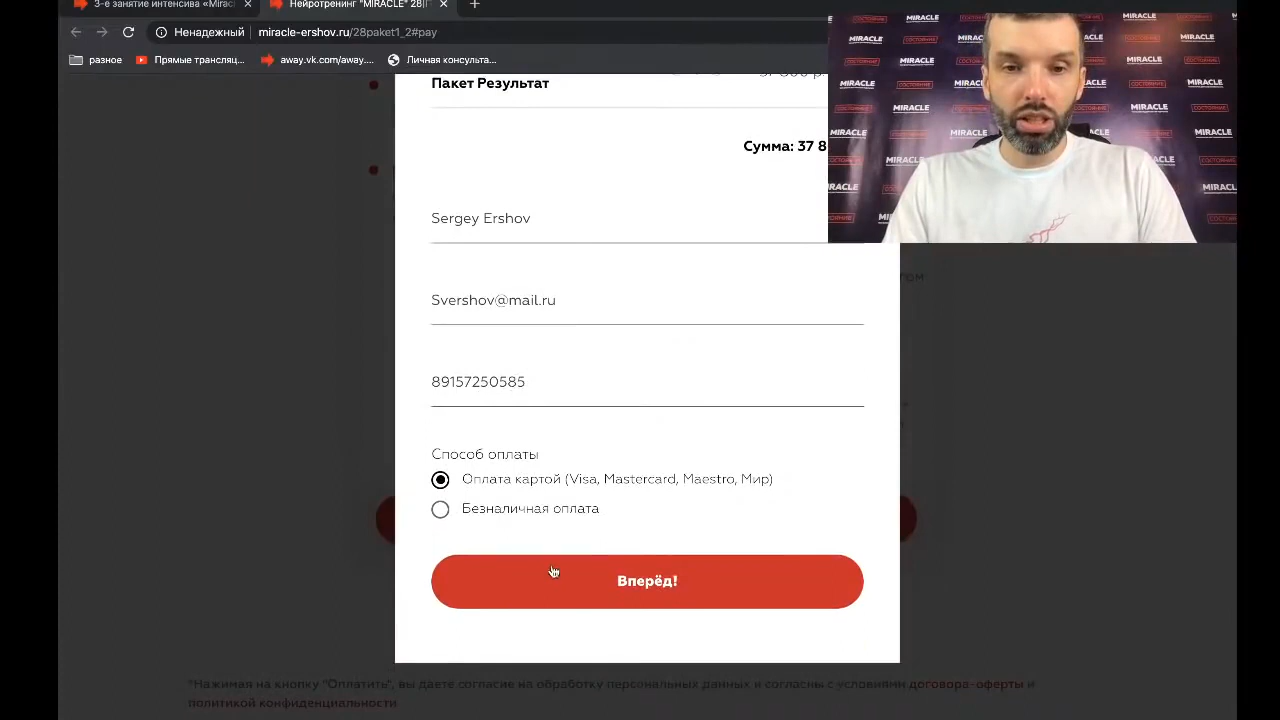 3-е занятие интенсива «Mirac
Нейротренинг "MIRACLE" 28|Г
Ненадежный
miracle-ershov.ru/28paket1_2#pay
разное
Прямые трансляц...
away.vk.com/away....
Личная консульта...
Пакет Результат
Сумма: 37 8
Sergey Ershov
Svershov@mail.ru
89157250585
Способ оплаты
Оплата картой (Visa, Mastercard, Maestro, Мир)
Безналичная оплата
Вперёд!
"Нажимая на кнопку "Оплатить", вы даете согласие на обработку персональных данных и согласны с условиями договора-оферты и
политикой конфиденциальности
MIRACLE
СОСТОЯНИЕ